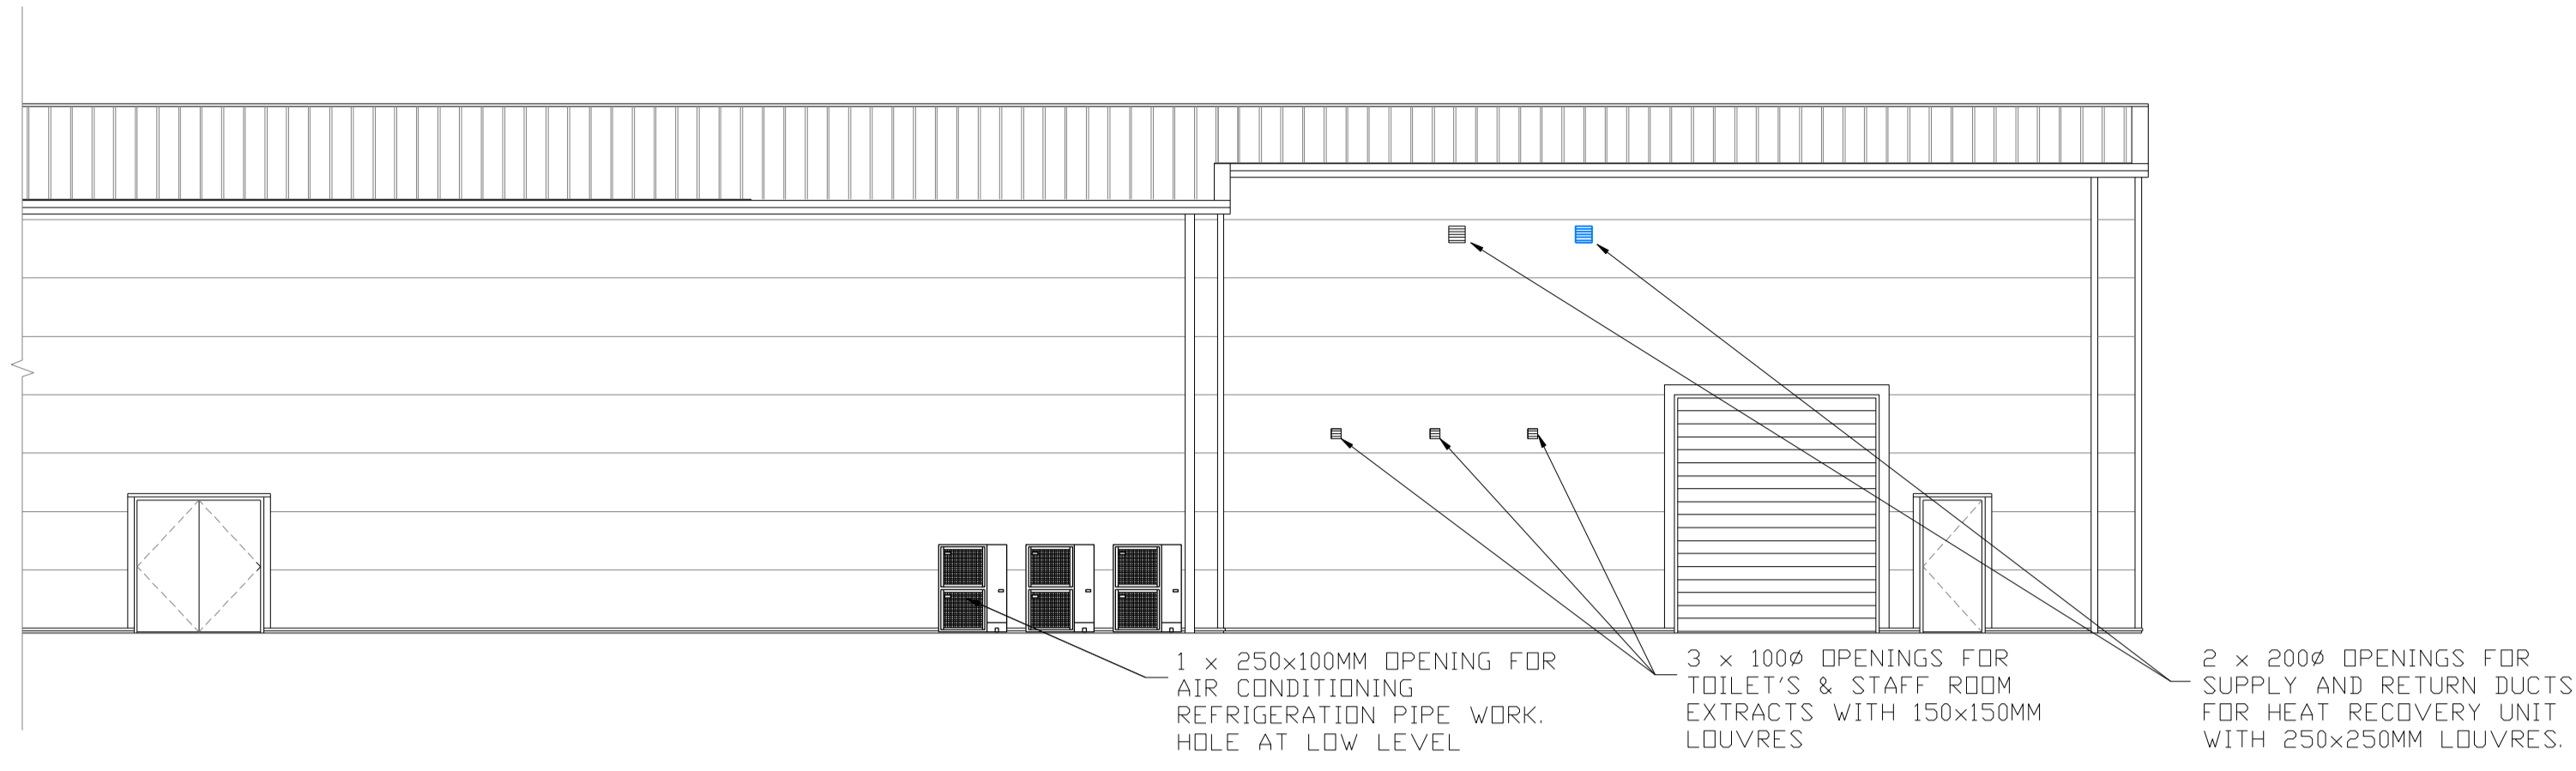 1 x 250x100MM OPENING FOR
AIR CONDITIONING
REFRIGERATION PIPE WORK.
HOLE AT LOW LEVEL
3 x 100Ø OPENINGS FOR
TOILET'S & STAFF ROOM
EXTRACTS WITH 150x150MM
LOUVRES
2 x 200Ø OPENINGS FOR
SUPPLY AND RETURN DUCTS
FOR HEAT RECOVERY UNIT
WITH 250x250MM LOUVRES.